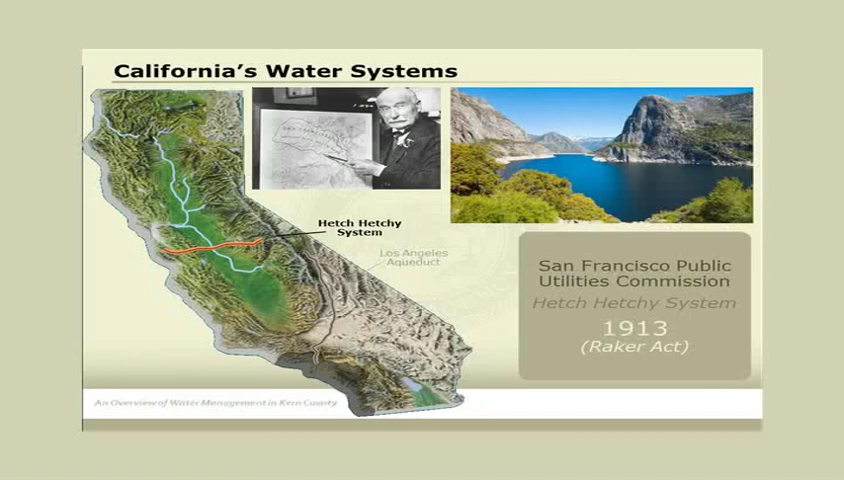 California's Water Systems
Hetch Hetchy
System
Los Angeles
Aqueduct
San Francisco Public
Utilities Commission
Hetch Hetchy System
1913
(Raker Act)
An Overview of Water Management in Kern County